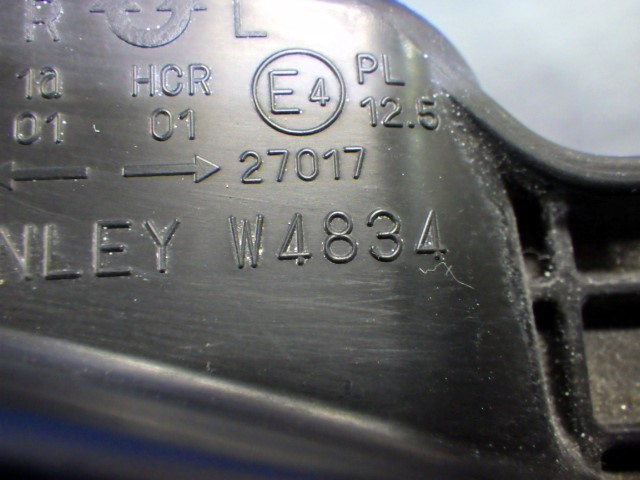 R L
1a HCR E4 PL
01 01 12.5
27017
NLEY W4834